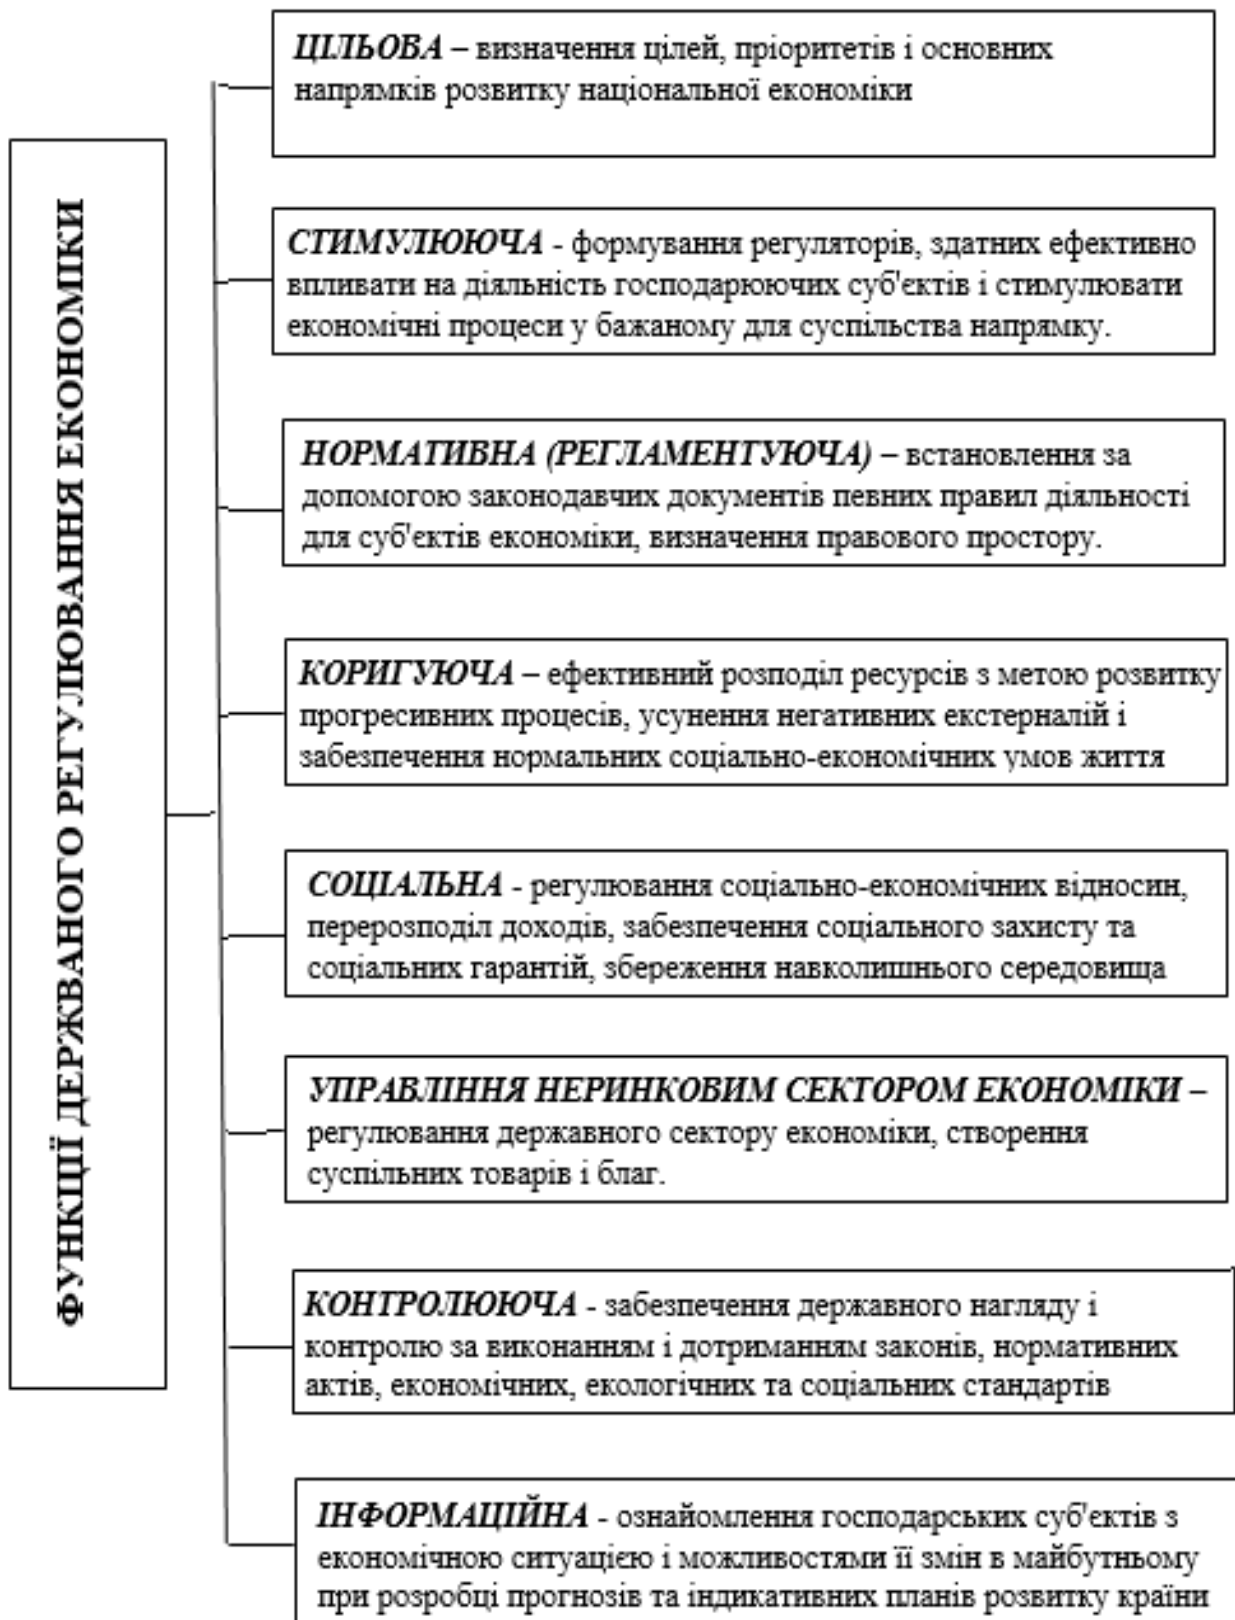 ФУНКЦІЇ ДЕРЖВАНОГО РЕГУЛЮВАННЯ ЕКОНОМІКИ
ЦІЛЬОВА – визначення цілей, пріоритетів і основних
напрямків розвитку національної економіки
СТИМУЛЮЮЧА - формування регуляторів, здатних ефективно
впливати на діяльність господарюючих суб'єктів і стимулювати
економічні процеси у бажаному для суспільства напрямку.
НОРМАТИВНА (РЕГЛАМЕНТУЮЧА) – встановлення за
допомогою законодавчих документів певних правил діяльності
для суб'єктів економіки, визначення правового простору.
КОРИГУЮЧА – ефективний розподіл ресурсів з метою розвитку
прогресивних процесів, усунення негативних екстерналій і
забезпечення нормальних соціально-економічних умов життя
СОЦІАЛЬНА - регулювання соціально-економічних відносин,
перерозподіл доходів, забезпечення соціального захисту та
соціальних гарантій, збереження навколишнього середовища
УПРАВЛІННЯ НЕРИНКОВИМ СЕКТОРОМ ЕКОНОМІКИ –
регулювання державного сектору економіки, створення
суспільних товарів і благ.
КОНТРОЛЮЮЧА - забезпечення державного нагляду і
контролю за виконанням і дотриманням законів, нормативних
актів, економічних, екологічних та соціальних стандартів
ІНФОРМАЦІЙНА - ознайомлення господарських суб'єктів з
економічною ситуацією і можливостями її змін в майбутньому
при розробці прогнозів та індикативних планів розвитку країни